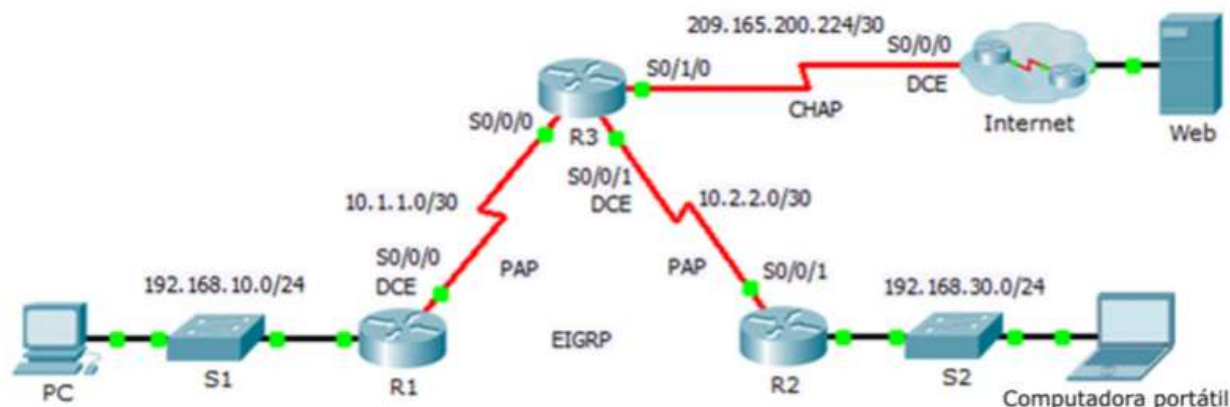 209.165.200.224/30
S0/0/0
S0/1/0
DCE
CHAP
Internet
Web
S0/0/0
R3
S0/0/1
DCE
10.1.1.0/30
10.2.2.0/30
S0/0/0
DCE
PAP
PAP
S0/0/1
192.168.10.0/24
192.168.30.0/24
EIGRP
PC
S1
R1
R2
S2
Computadora portátil